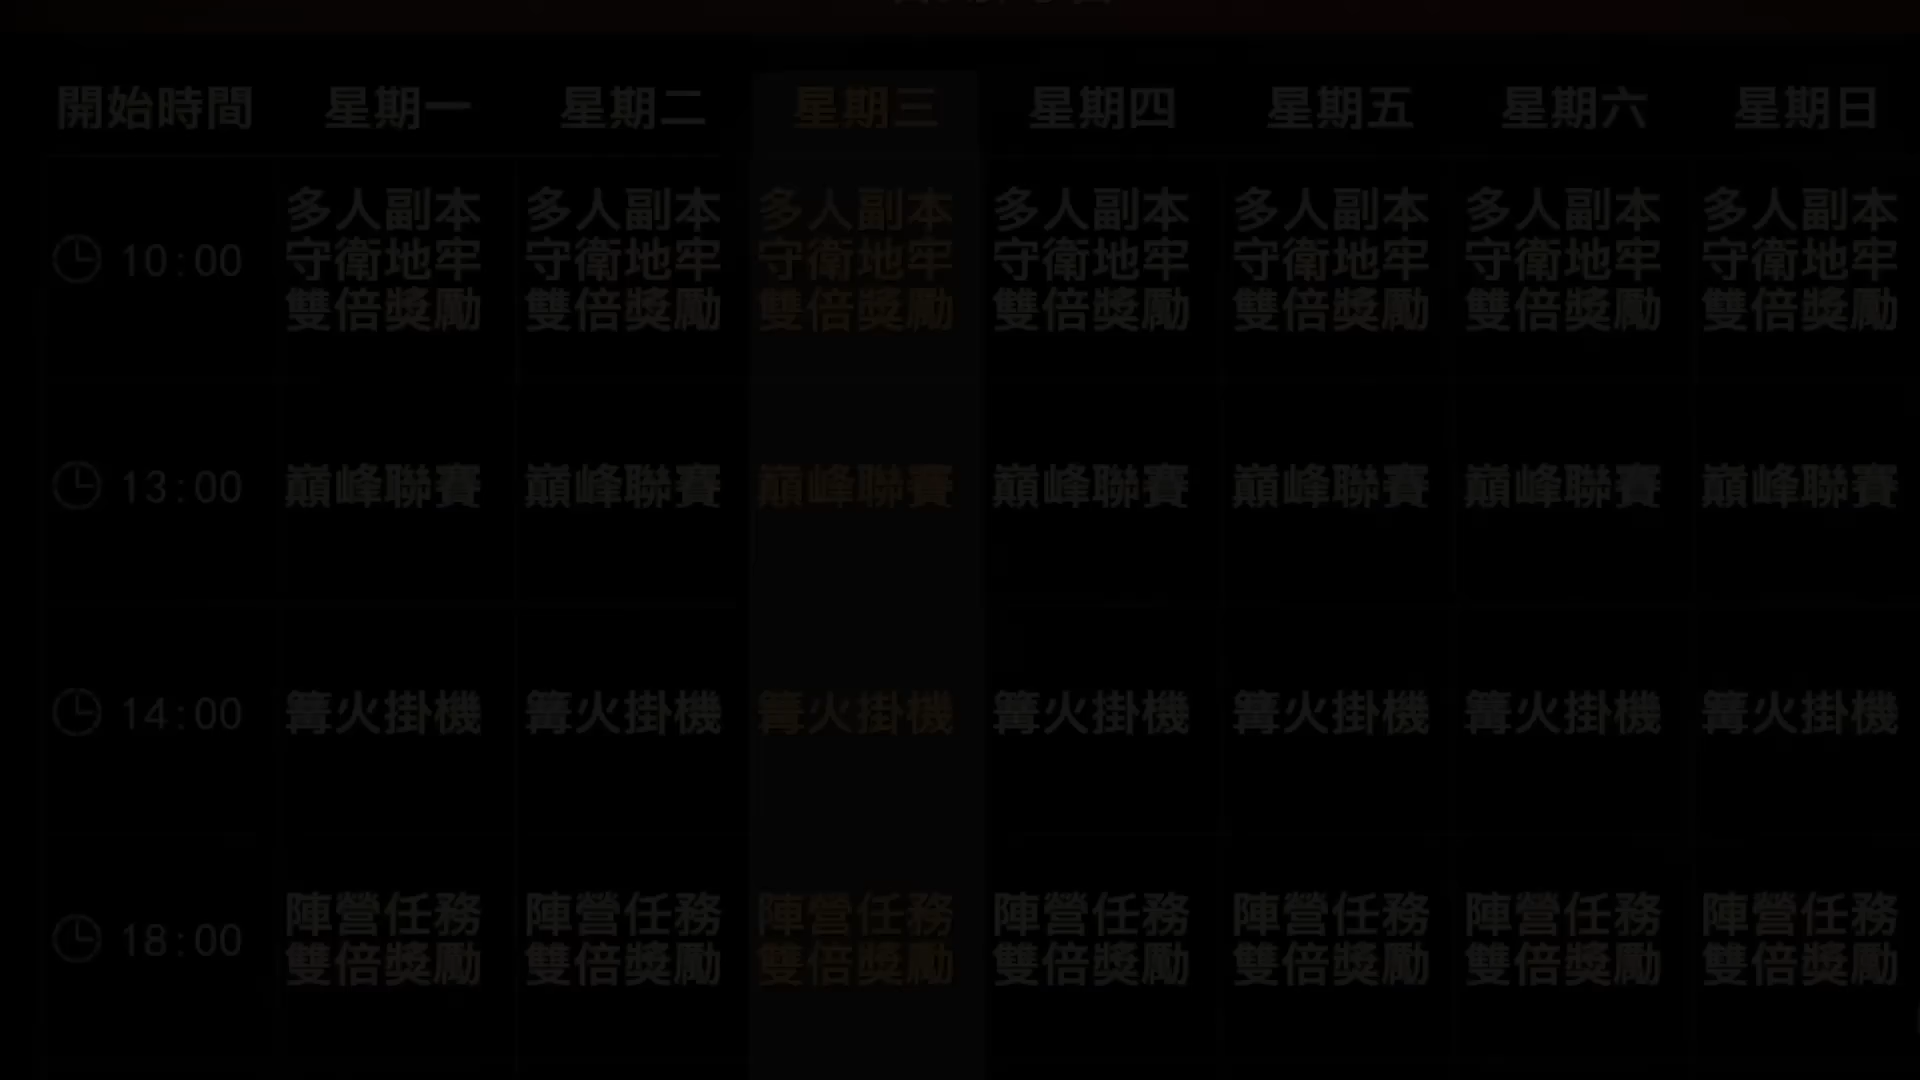 開始時間 星期一 星期二 星期三 星期四 星期五 星期六 星期日
多人副本 多人副本 多人副本 多人副本 多人副本 多人副本 多人副本
10:00 守衛地牢 守衛地牢 守衛地牢 守衛地牢 守衛地牢 守衛地牢 守衛地牢
雙倍獎勵 雙倍獎勵 雙倍獎勵 雙倍獎勵 雙倍獎勵 雙倍獎勵 雙倍獎勵
13:00 巔峰聯賽 巔峰聯賽 巔峰聯賽 巔峰聯賽 巔峰聯賽 巔峰聯賽 巔峰聯賽
14:00 篝火掛機 篝火掛機 篝火掛機 篝火掛機 篝火掛機 篝火掛機 篝火掛機
陣營任務 陣營任務 陣營任務 陣營任務 陣營任務 陣營任務 陣營任務
18:00 雙倍獎勵 雙倍獎勵 雙倍獎勵 雙倍獎勵 雙倍獎勵 雙倍獎勵 雙倍獎勵